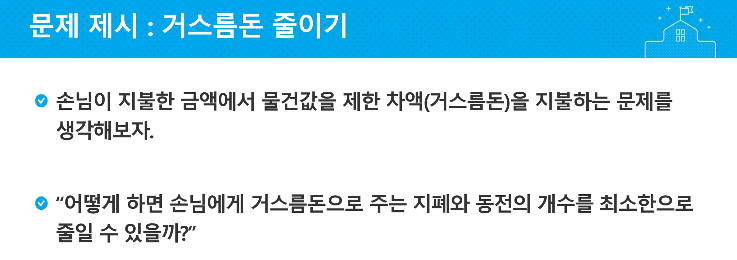 문제 제시 : 거스름돈 줄이기
손님이 지불한 금액에서 물건값을 제한 차액(거스름돈)을 지불하는 문제를
생각해보자.
“어떻게 하면 손님에게 거스름돈으로 주는 지폐와 동전의 개수를 최소한으로
줄일 수 있을까?”